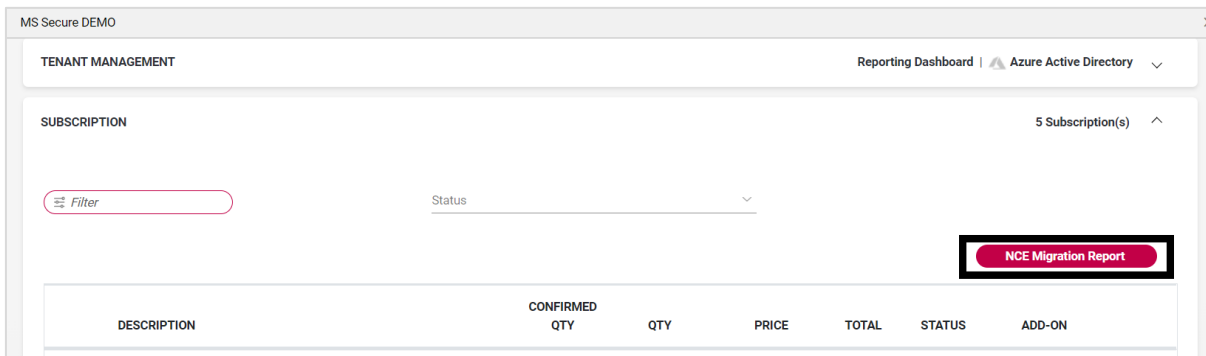 MS Secure DEMO
TENANT MANAGEMENT
Reporting Dashboard | Azure Active Directory
SUBSCRIPTION
5 Subscription(s)
Filter
Status
NCE Migration Report
DESCRIPTION
CONFIRMED
QTY
QTY
PRICE
TOTAL
STATUS
ADD-ON